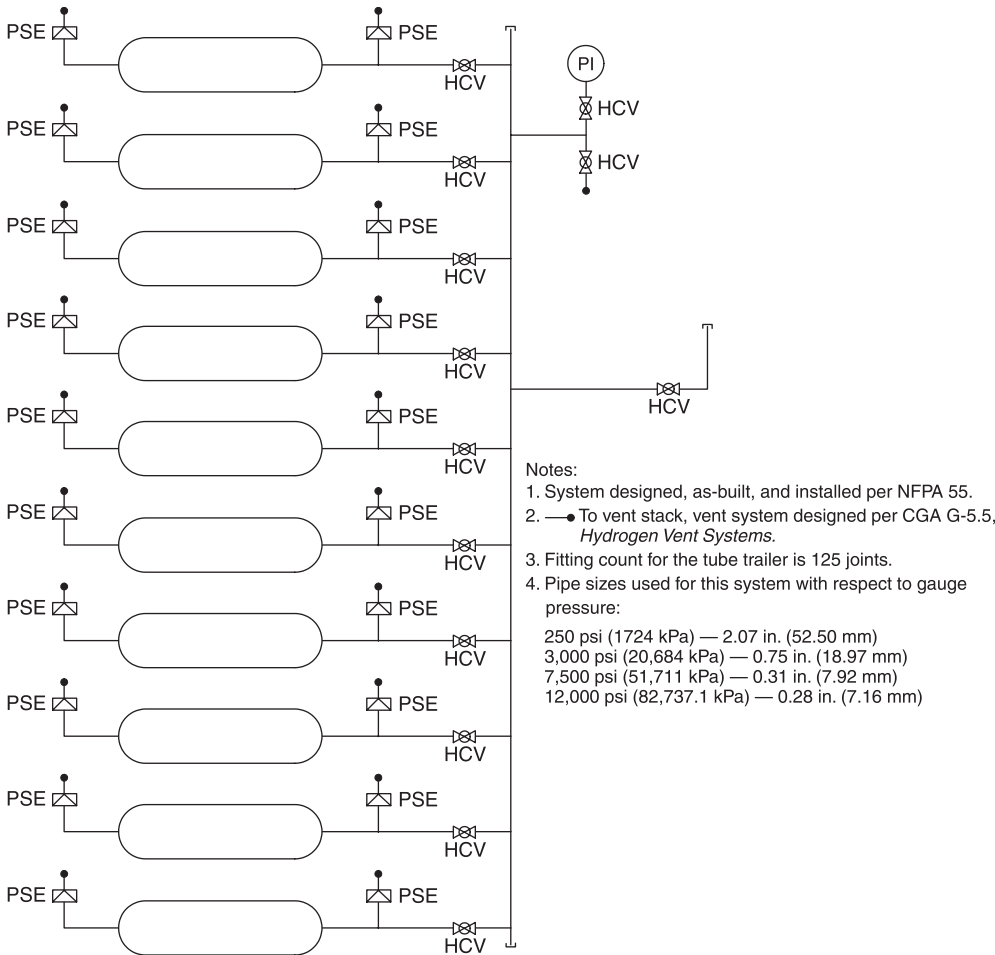 PSE PSE
PI
HCV
HCV
PSE PSE
HCV
HCV
PSE PSE
HCV
PSE PSE
HCV
PSE PSE
HCV
HCV
PSE PSE
HCV
PSE PSE
HCV
PSE PSE
HCV
PSE PSE
HCV
PSE PSE
HCV
Notes:
1. System designed, as-built, and installed per NFPA 55.
2. To vent stack, vent system designed per CGA G-5.5,
Hydrogen Vent Systems.
3. Fitting count for the tube trailer is 125 joints.
4. Pipe sizes used for this system with respect to gauge
pressure:
250 psi (1724 kPa) — 2.07 in. (52.50 mm)
3,000 psi (20,684 kPa) — 0.75 in. (18.97 mm)
7,500 psi (51,711 kPa) — 0.31 in. (7.92 mm)
12,000 psi (82,737.1 kPa) — 0.28 in. (7.16 mm)